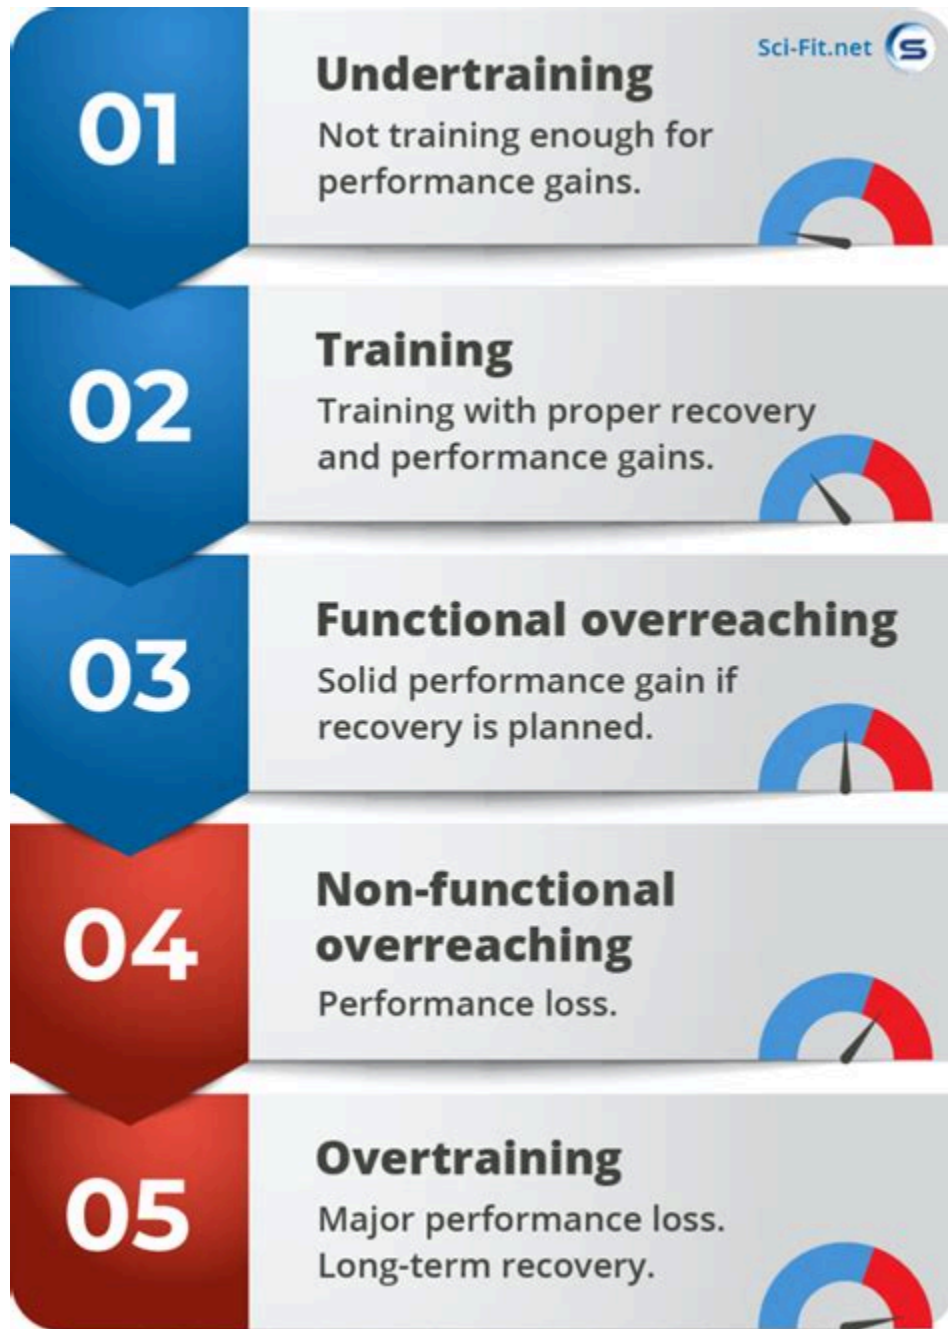 Sci-Fit.net
01
Undertraining
Not training enough for
performance gains.
02
Training
Training with proper recovery
and performance gains.
03
Functional overreaching
Solid performance gain if
recovery is planned.
04
Non-functional
overreaching
Performance loss.
05
Overtraining
Major performance loss.
Long-term recovery.